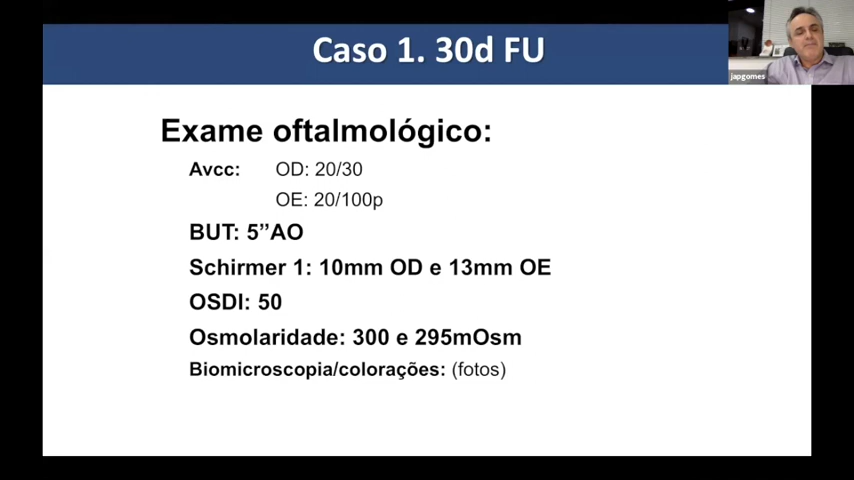 Caso 1. 30d FU
japgomes
Exame oftalmológico:
Avcc: OD: 20/30
OE: 20/100p
BUT: 5”AO
Schirmer 1: 10mm OD e 13mm OE
OSDI: 50
Osmolaridade: 300 e 295mOsm
Biomicroscopia/colorações: (fotos)